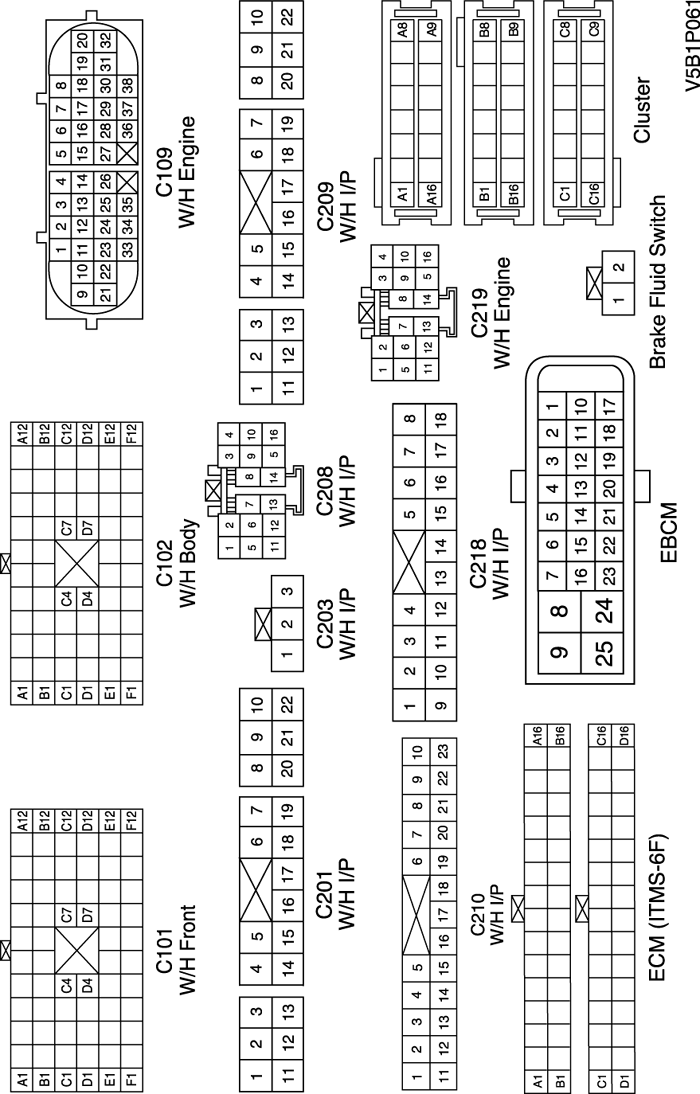 A1 A12
B1 B12
C1 C4 C7 C12
D1 D4 D7 D12
E1 E12
F1 F12
C101
W/H Front
A1 A12
B1 B12
C1 C4 C7 C12
D1 D4 D7 D12
E1 E12
F1 F12
C102
W/H Body
1 2 3 4 5 6 7 8
9 10 11 12 13 14 15 16 17 18 19 20
21 22 23 24 25 26 27 28 29 30 31 32
33 34 35 36 37 38
C109
W/H Engine
1 2 3 4 5 6 7 8 9 10
11 12 13 14 15 16 17 18 19 20 21 22
C201
W/H I/P
1 2 3
C203
W/H I/P
1 2 3 4
5 6 7 8 9 10
11 12 13 14 5 16
C208
W/H I/P
1 2 3 4 5 6 7 8 9 10
11 12 13 14 15 16 17 18 19 20 21 22
C209
W/H I/P
1 2 3 4 5 6 7 8 9 10
11 12 13 14 15 16 17 18 19 20 21 22 23
C210
W/H I/P
1 2 3 4 5 6 7 8
9 10 11 12 13 14 15 16 17 18
C218
W/H I/P
1 2 3 4
5 6 7 8 9 10
11 12 13 14 5 16
C219
W/H Engine
A1 A8
A16 A9
B1 B8
B16 B9
C1 C8
C16 C9
Cluster
A1 A16
B1 B16
C1 C16
D1 D16
ECM (ITMS-6F)
9 8 7 6 5 4 3 2 1
16 15 14 13 12 11 10
25 24 23 22 21 20 19 18 17
EBCM
1 2
Brake Fluid Switch
V5B1P061